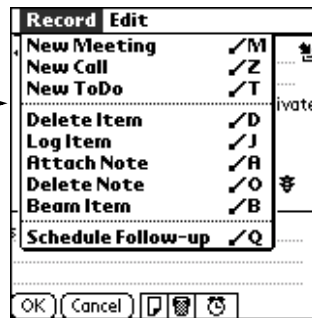 Record Edit
New Meeting /M
New Call /Z
New ToDo /T
ivate
Delete Item /D
Log Item /J
Attach Note /A
Delete Note /O
Beam Item /B
Schedule Follow-up /Q
OK Cancel